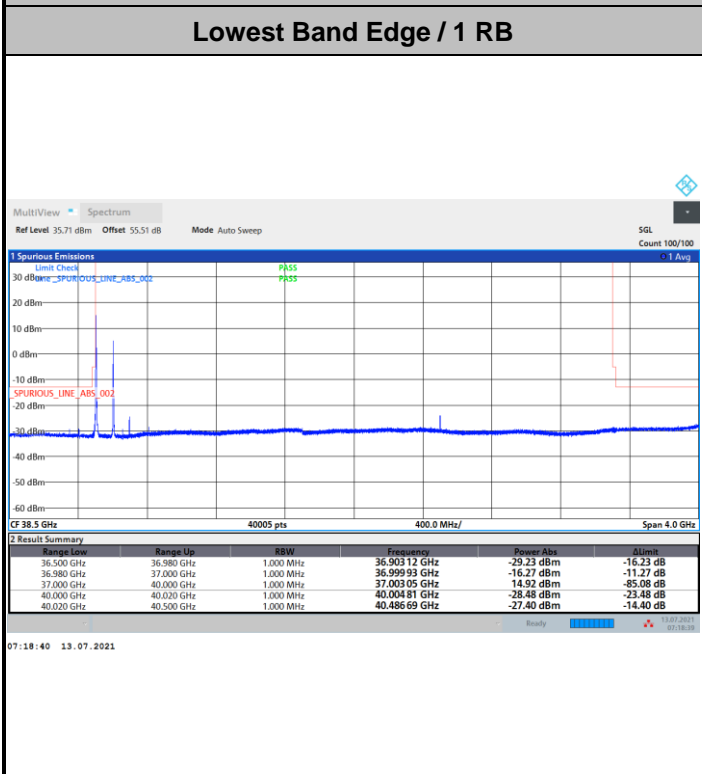 Lowest Band Edge / 1 RB
MultiView Spectrum
Ref Level 35.71 dBm Offset 55.51 dB Mode Auto Sweep SGL
Count 100/100
1 Spurious Emissions 1 Avg
Limit Check PASS
30 dBm Line _SPURIOUS_LINE_ABS_002 PASS
20 dBm
10 dBm
0 dBm
-10 dBm
_SPURIOUS_LINE_ABS_002
-20 dBm
-30 dBm
-40 dBm
-50 dBm
-60 dBm
CF 38.5 GHz 40005 pts 400.0 MHz/ Span 4.0 GHz
2 Result Summary
Range Low Range Up RBW Frequency Power Abs ΔLimit
36.500 GHz 36.980 GHz 1.000 MHz 36.903 12 GHz -29.23 dBm -16.23 dB
36.980 GHz 37.000 GHz 1.000 MHz 36.999 93 GHz -16.27 dBm -11.27 dB
37.000 GHz 40.000 GHz 1.000 MHz 37.003 05 GHz 14.92 dBm -85.08 dB
40.000 GHz 40.020 GHz 1.000 MHz 40.004 81 GHz -28.48 dBm -23.48 dB
40.020 GHz 40.500 GHz 1.000 MHz 40.486 69 GHz -27.40 dBm -14.40 dB
Ready 13.07.2021
07:18:39
07:18:40 13.07.2021